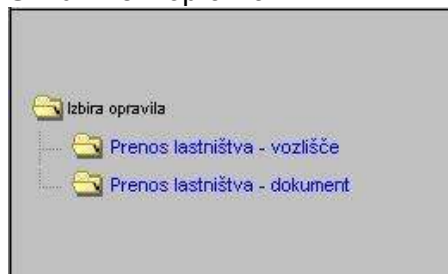 Izbira opravila
Prenos lastništva - vozlišče
Prenos lastništva - dokument